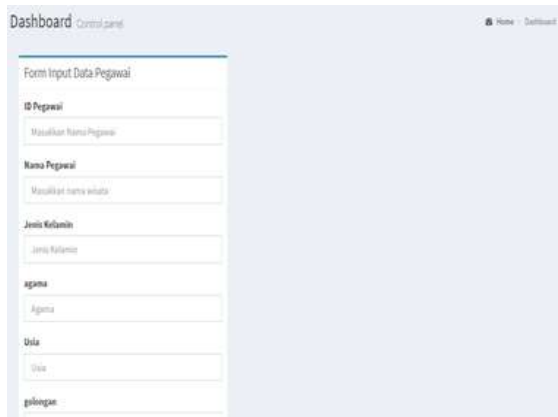 Dashboard Control panel
Home > Dashboard
Form Input Data Pegawai
ID Pegawai
Masukkan Nama Pegawai
Nama Pegawai
Masukkan nama wisata
Jenis Kelamin
Jenis Kelamin
agama
Agama
Usia
Usia
golongan